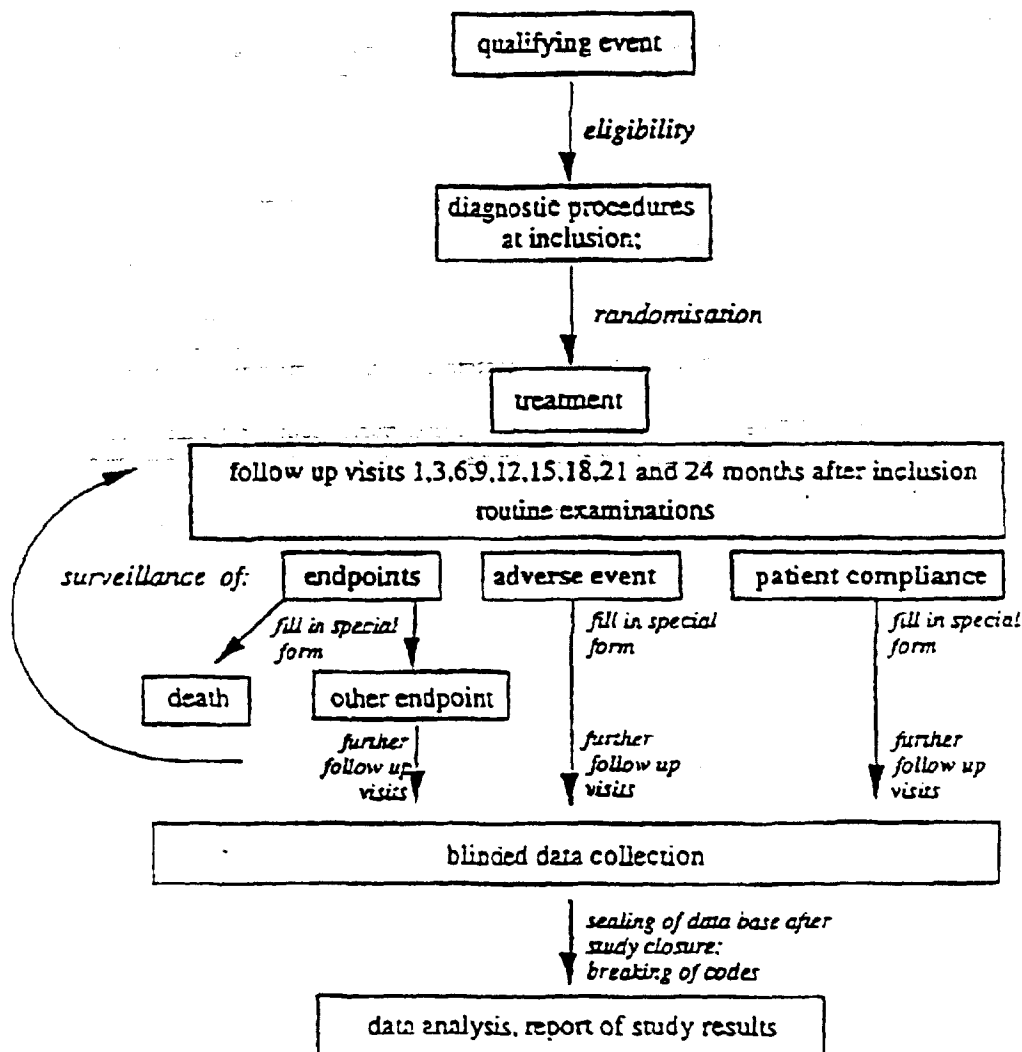 qualifying event
eligibility
diagnostic procedures
at inclusion;
randomisation
treatment
follow up visits 1,3,6,9,12,15,18,21 and 24 months after inclusion
routine examinations
surveillance of:
endpoints
adverse event
patient compliance
fill in special
form
fill in special
form
fill in special
form
death
other endpoint
further
follow up
visits
further
follow up
visits
further
follow up
visits
blinded data collection
sealing of data base after
study closure;
breaking of codes
data analysis, report of study results